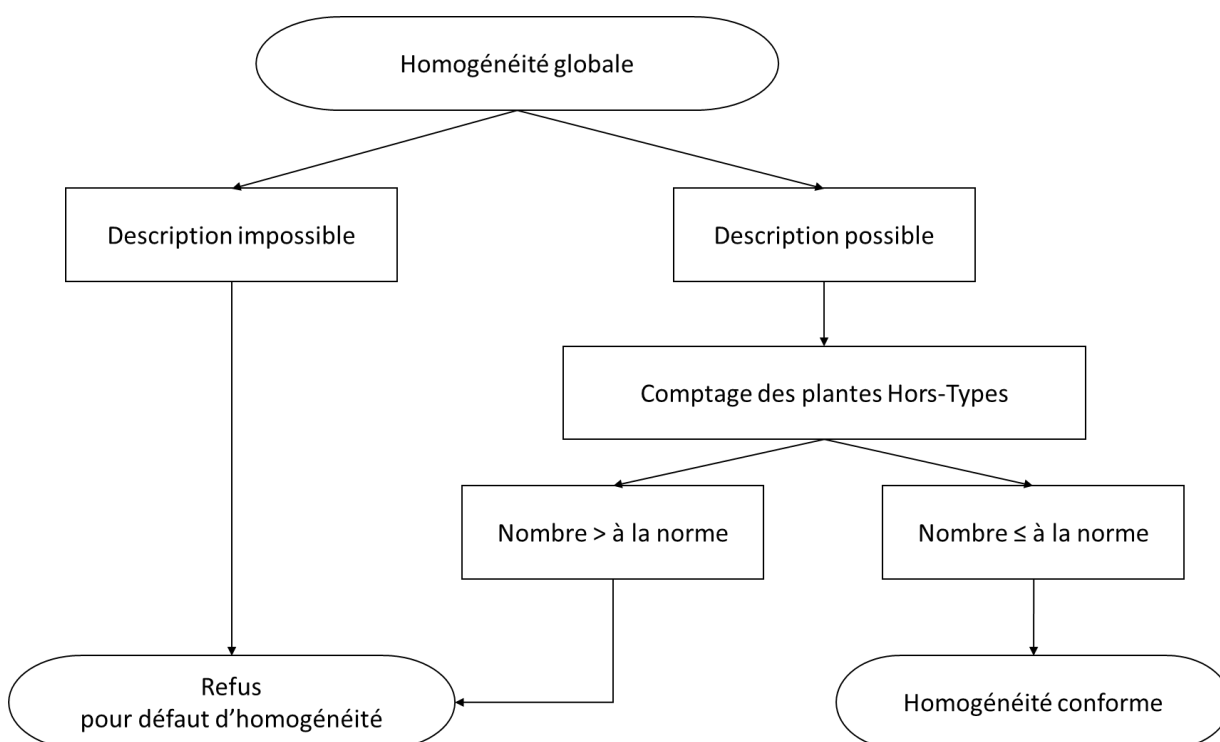 Homogénéité globale
Description impossible
Description possible
Comptage des plantes Hors-Types
Nombre > à la norme
Nombre ≤ à la norme
Refus
pour défaut d’homogénéité
Homogénéité conforme